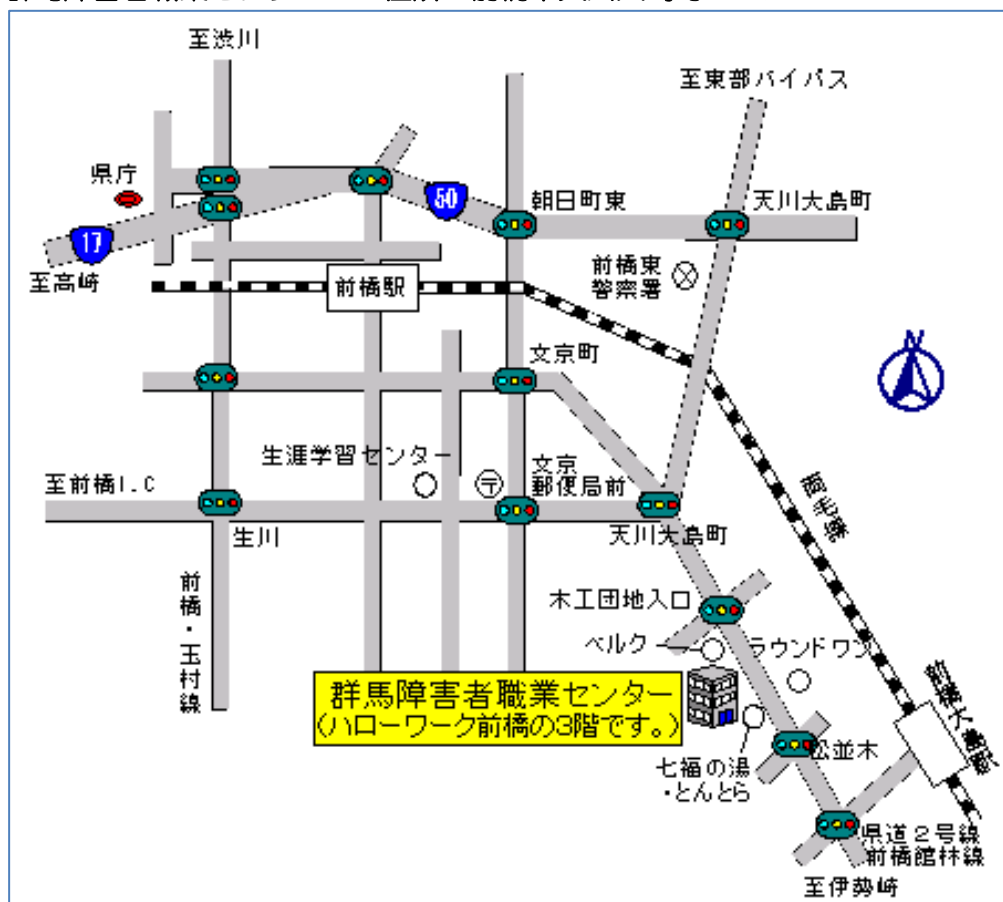 至渋川
至東部バイパス
県庁
50
朝日町東
天川大島町
17
前橋東
警察署
至高崎
前橋駅
N
文京町
生涯学習センター
文京
郵便局前
至前橋I.C
〒
生川
天川大島町
両毛線
前橋・玉村線
木工団地入口
ベルク
ラウンドワン
群馬障害者職業センター
(ハローワーク前橋の3階です。)
前橋大島駅
松並木
七福の湯
・とんとら
県道2号線
前橋館林線
至伊勢崎